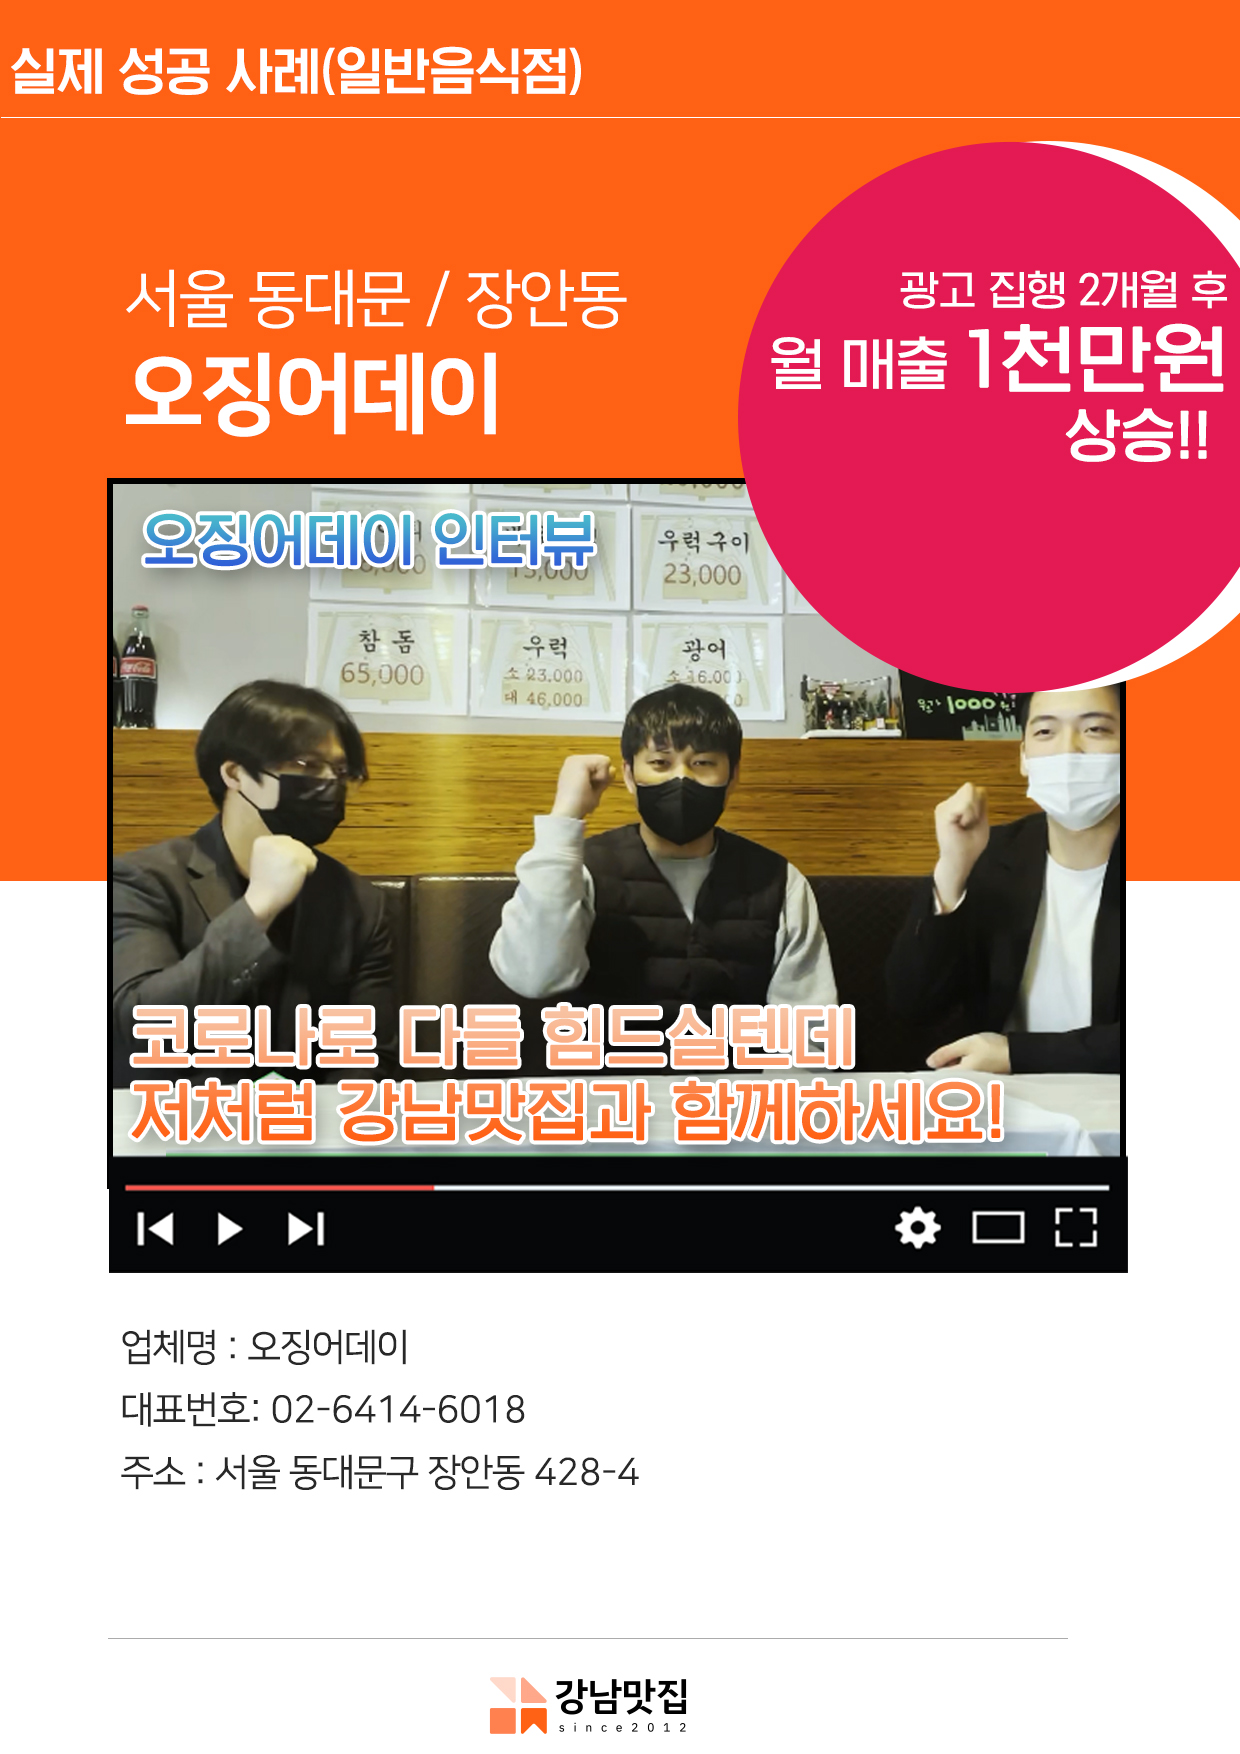 실제 성공 사례(일반음식점)
서울 동대문 / 장안동
오징어데이
광고 집행 2개월 후
월 매출 1천만원
상승!!
오징어데이 인터뷰
우럭구이
23,000
참돔
65,000
우럭
소 23,000
대 46,000
광어
소 16,000
1000
코로나로 다들 힘드실텐데
저처럼 강남맛집과 함께하세요!
업체명 : 오징어데이
대표번호: 02-6414-6018
주소 : 서울 동대문구 장안동 428-4
강남맛집
since2012